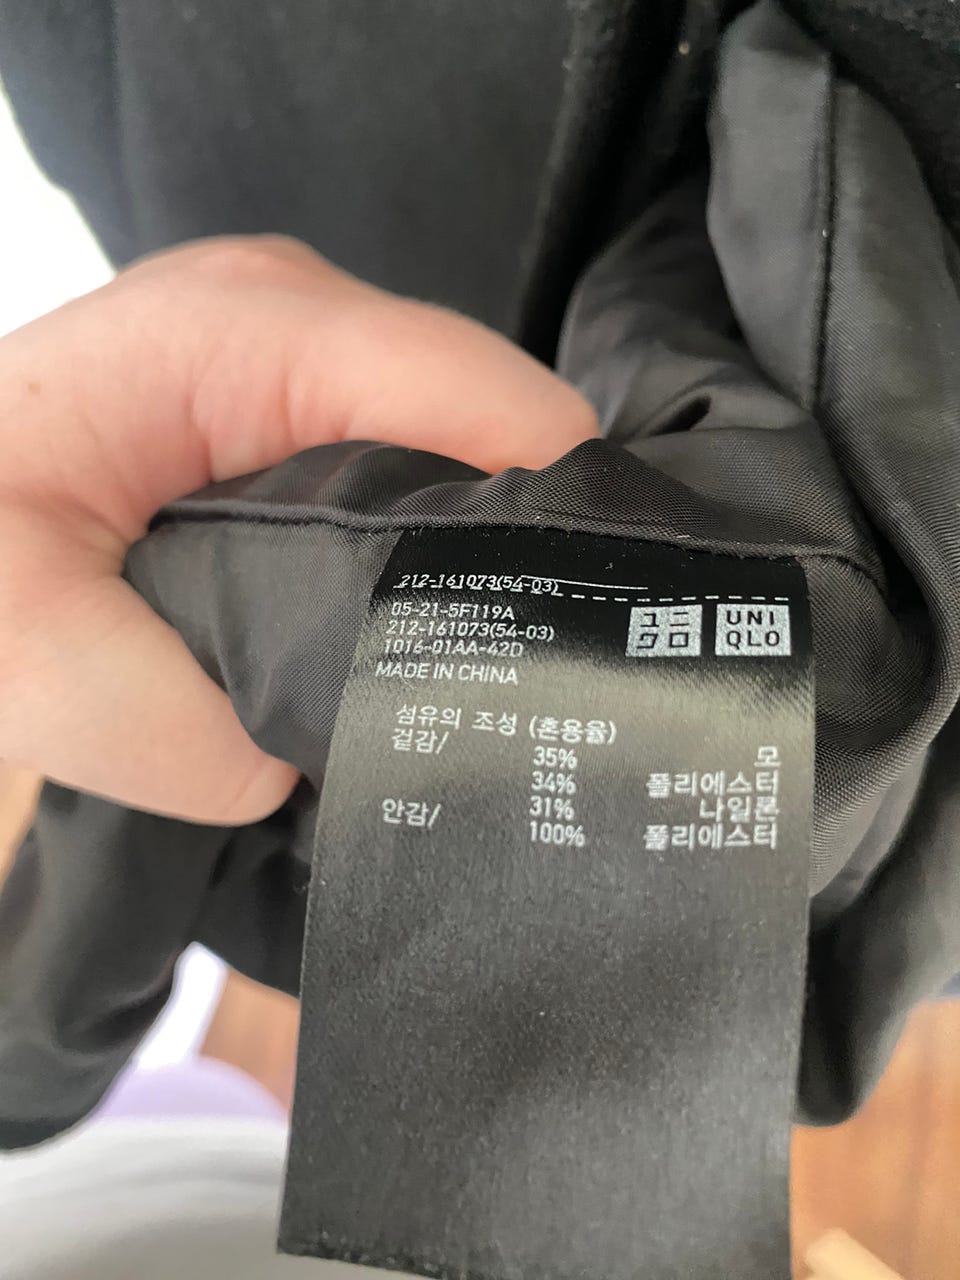 212-161073(54-03)
05-21-5F119A
212-161073(54-03)
1016-01AA-42D
MADE IN CHINA
ユニ
クロ
UNI
QLO
섬유의 조성 (혼용율)
겉감/
35% 모
34% 폴리에스터
31% 나일론
안감/
100% 폴리에스터